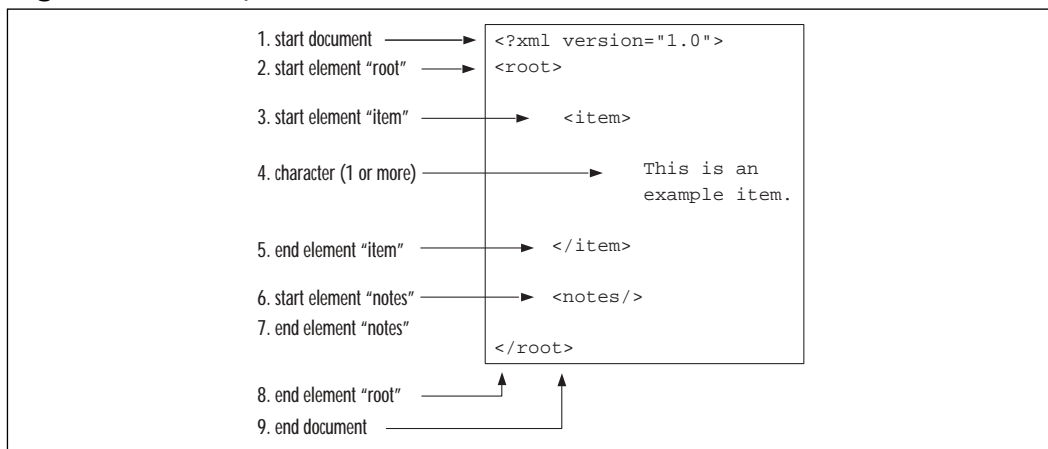 1. start document
2. start element “root”
3. start element “item”
4. character (1 or more)
5. end element “item”
6. start element “notes”
7. end element “notes”
8. end element “root”
9. end document
<?xml version="1.0">
<root>
<item>
This is an
example item.
</item>
<notes/>
</root>